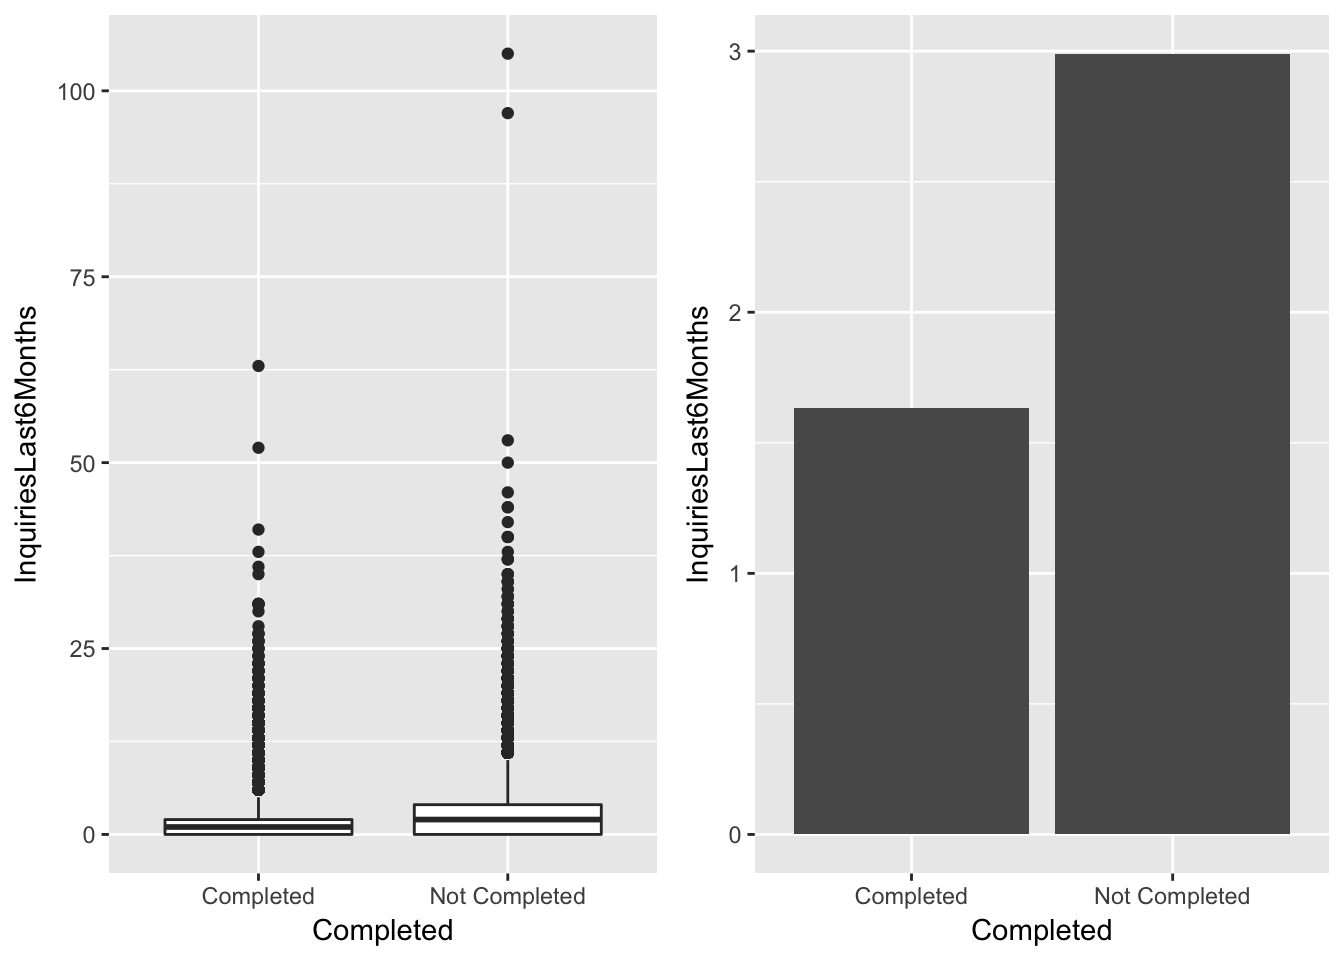 InquiriesLast6Months
100
75
50
25
0
Completed
Not Completed
Completed
InquiriesLast6Months
3
2
1
0
Completed
Not Completed
Completed